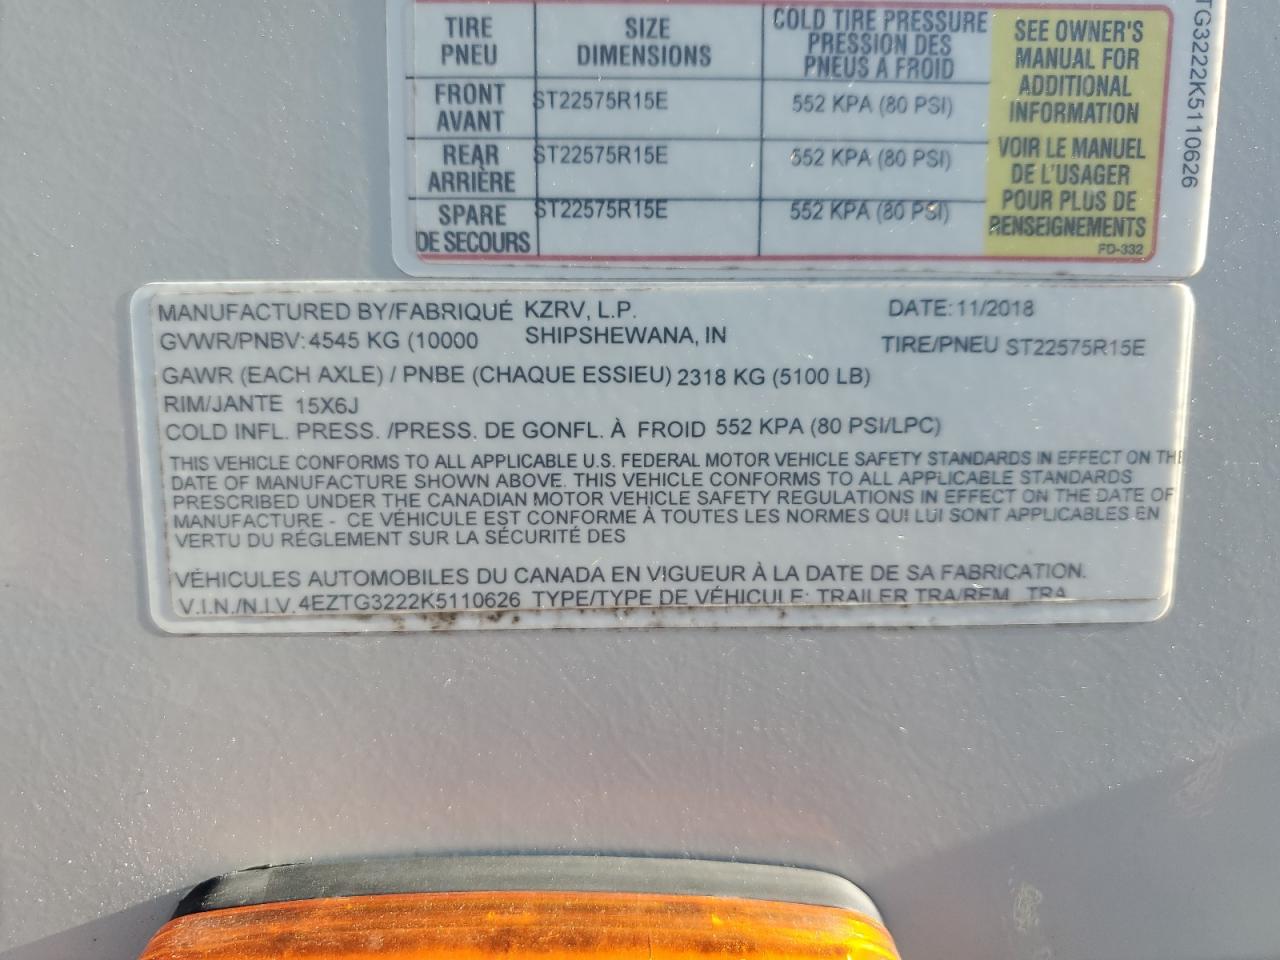 TIRE SIZE COLD TIRE PRESSURE
PNEU DIMENSIONS PRESSION DES
PNEUS A FROID
FRONT ST22575R15E 552 KPA (80 PSI)
AVANT
REAR ST22575R15E 552 KPA (80 PSI)
ARRIÈRE
SPARE ST22575R15E 552 KPA (80 PSI)
DE SECOURS
SEE OWNER'S
MANUAL FOR
ADDITIONAL
INFORMATION
VOIR LE MANUEL
DE L'USAGER
POUR PLUS DE
RENSEIGNEMENTS
FD-332
TG3222K5110626
MANUFACTURED BY/FABRIQUÉ KZRV, L.P. DATE: 11/2018
GVWR/PNBV: 4545 KG (10000 SHIPSHEWANA, IN TIRE/PNEU ST22575R15E
GAWR (EACH AXLE) / PNBE (CHAQUE ESSIEU) 2318 KG (5100 LB)
RIM/JANTE 15X6J
COLD INFL. PRESS. /PRESS. DE GONFL. À FROID 552 KPA (80 PSI/LPC)
THIS VEHICLE CONFORMS TO ALL APPLICABLE U.S. FEDERAL MOTOR VEHICLE SAFETY STANDARDS IN EFFECT ON THE
DATE OF MANUFACTURE SHOWN ABOVE. THIS VEHICLE CONFORMS TO ALL APPLICABLE STANDARDS
PRESCRIBED UNDER THE CANADIAN MOTOR VEHICLE SAFETY REGULATIONS IN EFFECT ON THE DATE OF
MANUFACTURE - CE VÉHICULE EST CONFORME À TOUTES LES NORMES QUI LUI SONT APPLICABLES EN
VERTU DU RÉGLEMENT SUR LA SÉCURITÉ DES
VÉHICULES AUTOMOBILES DU CANADA EN VIGUEUR À LA DATE DE SA FABRICATION.
V.I.N./N.I.V. 4EZTG3222K5110626 TYPE/TYPE DE VÉHICULE: TRAILER TRA/REM TRA